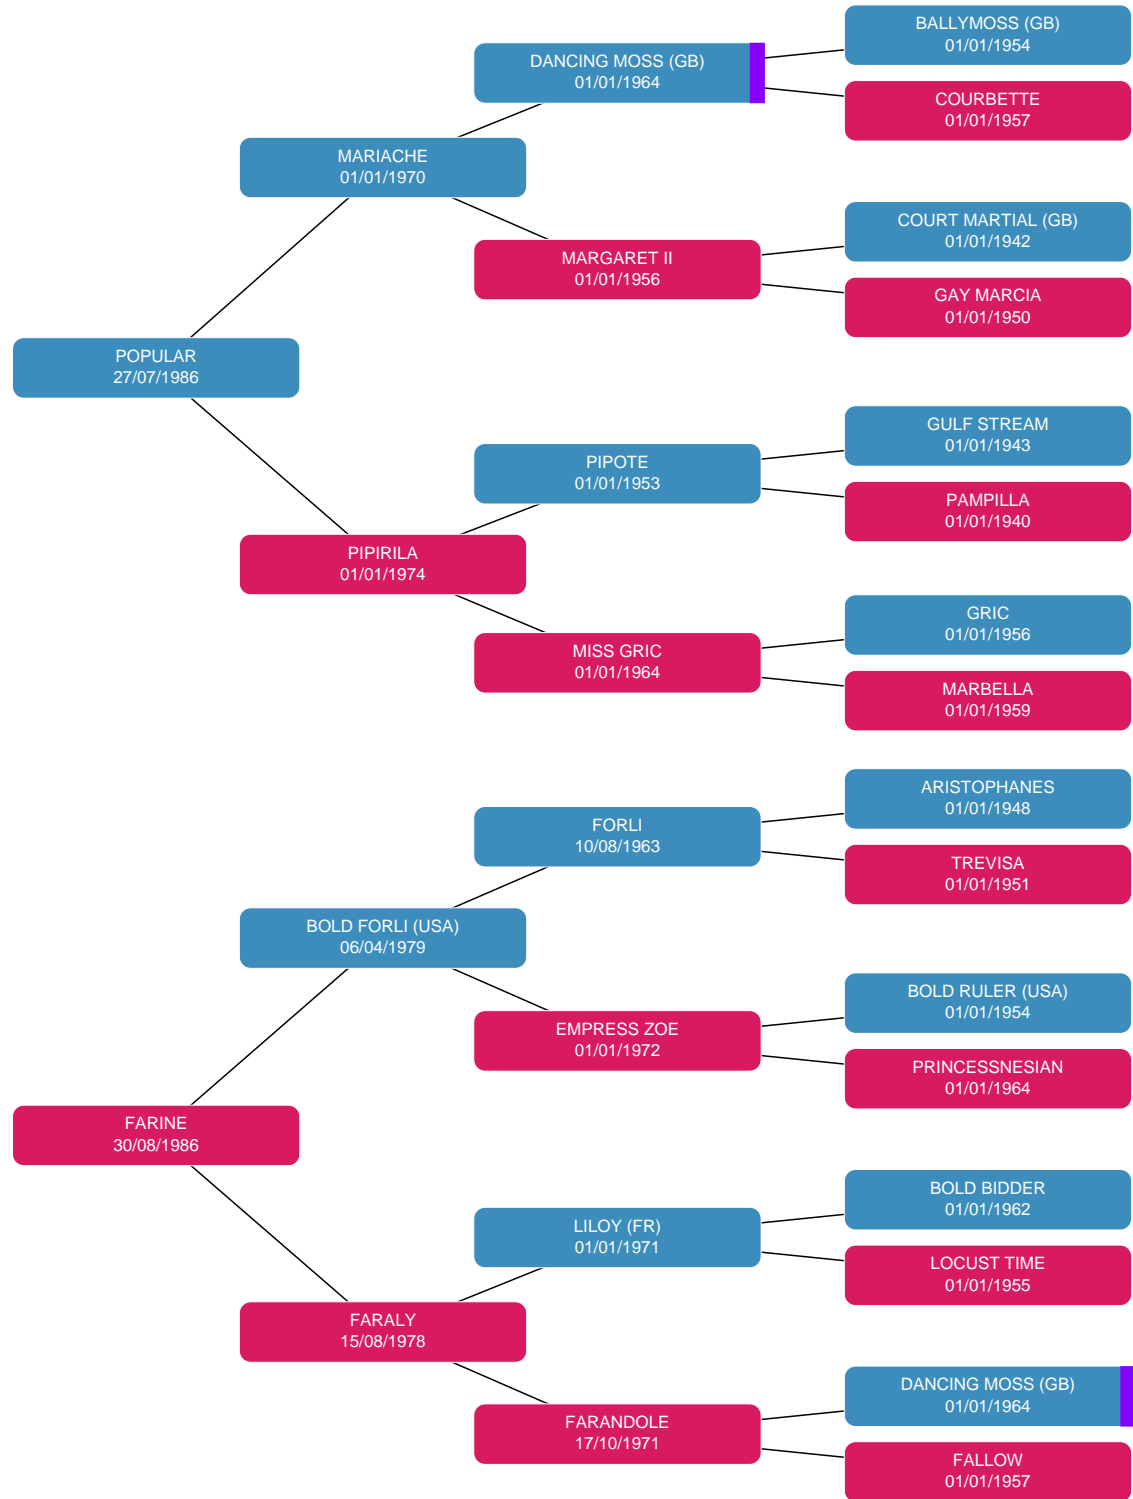 BALLYMOSS (GB)
01/01/1954
DANCING MOSS (GB)
01/01/1964
COURBETTE
01/01/1957
MARIACHE
01/01/1970
COURT MARTIAL (GB)
01/01/1942
MARGARET II
01/01/1956
GAY MARCIA
01/01/1950
POPULAR
27/07/1986
GULF STREAM
01/01/1943
PIPOTE
01/01/1953
PAMPILLA
01/01/1940
PIPIRILA
01/01/1974
GRIC
01/01/1956
MISS GRIC
01/01/1964
MARBELLA
01/01/1959
ARISTOPHANES
01/01/1948
FORLI
10/08/1963
TREVISA
01/01/1951
BOLD FORLI (USA)
06/04/1979
BOLD RULER (USA)
01/01/1954
EMPRESS ZOE
01/01/1972
PRINCESSNESIAN
01/01/1964
FARINE
30/08/1986
BOLD BIDDER
01/01/1962
LILOY (FR)
01/01/1971
LOCUST TIME
01/01/1955
FARALY
15/08/1978
DANCING MOSS (GB)
01/01/1964
FARANDOLE
17/10/1971
FALLOW
01/01/1957